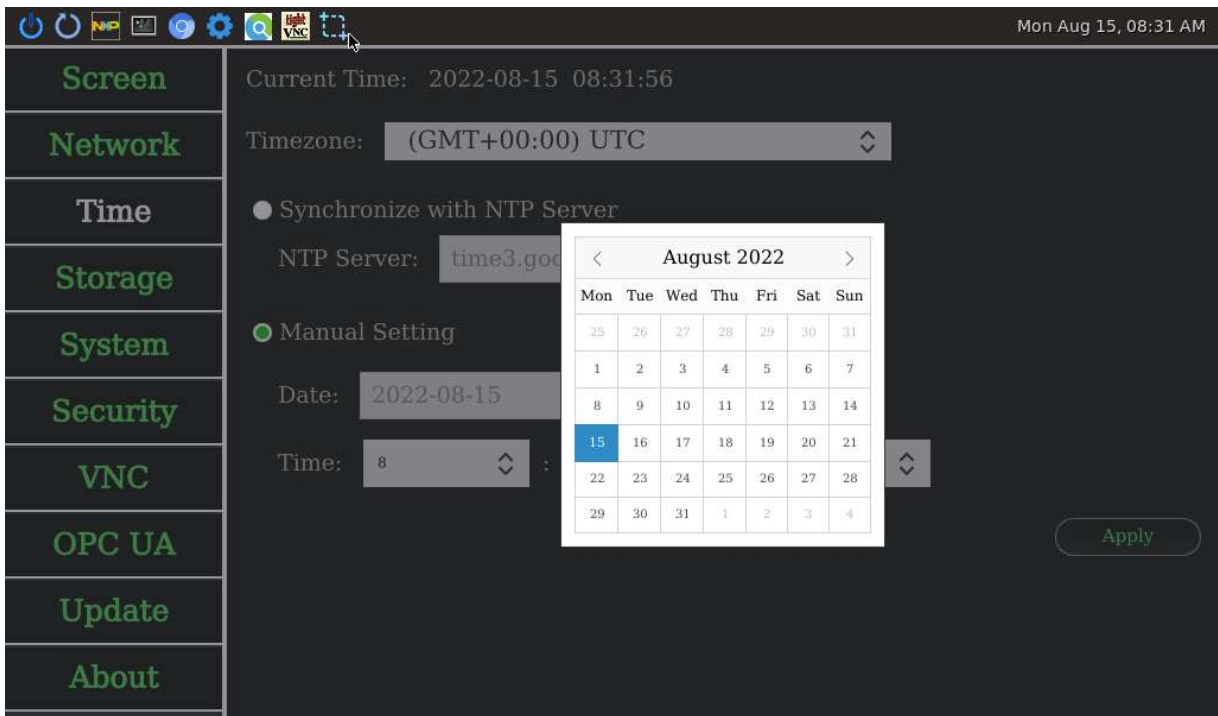 NXP tight VNC Mon Aug 15, 08:31 AM
Screen
Network
Time
Storage
System
Security
VNC
OPC UA
Update
About
Current Time: 2022-08-15 08:31:56
Timezone: (GMT+00:00) UTC
Synchronize with NTP Server
NTP Server: time3.goo
Manual Setting
Date: 2022-08-15
Time: 8 :
August 2022
Mon Tue Wed Thu Fri Sat Sun
25 26 27 28 29 30 31
1 2 3 4 5 6 7
8 9 10 11 12 13 14
15 16 17 18 19 20 21
22 23 24 25 26 27 28
29 30 31 1 2 3 4
Apply